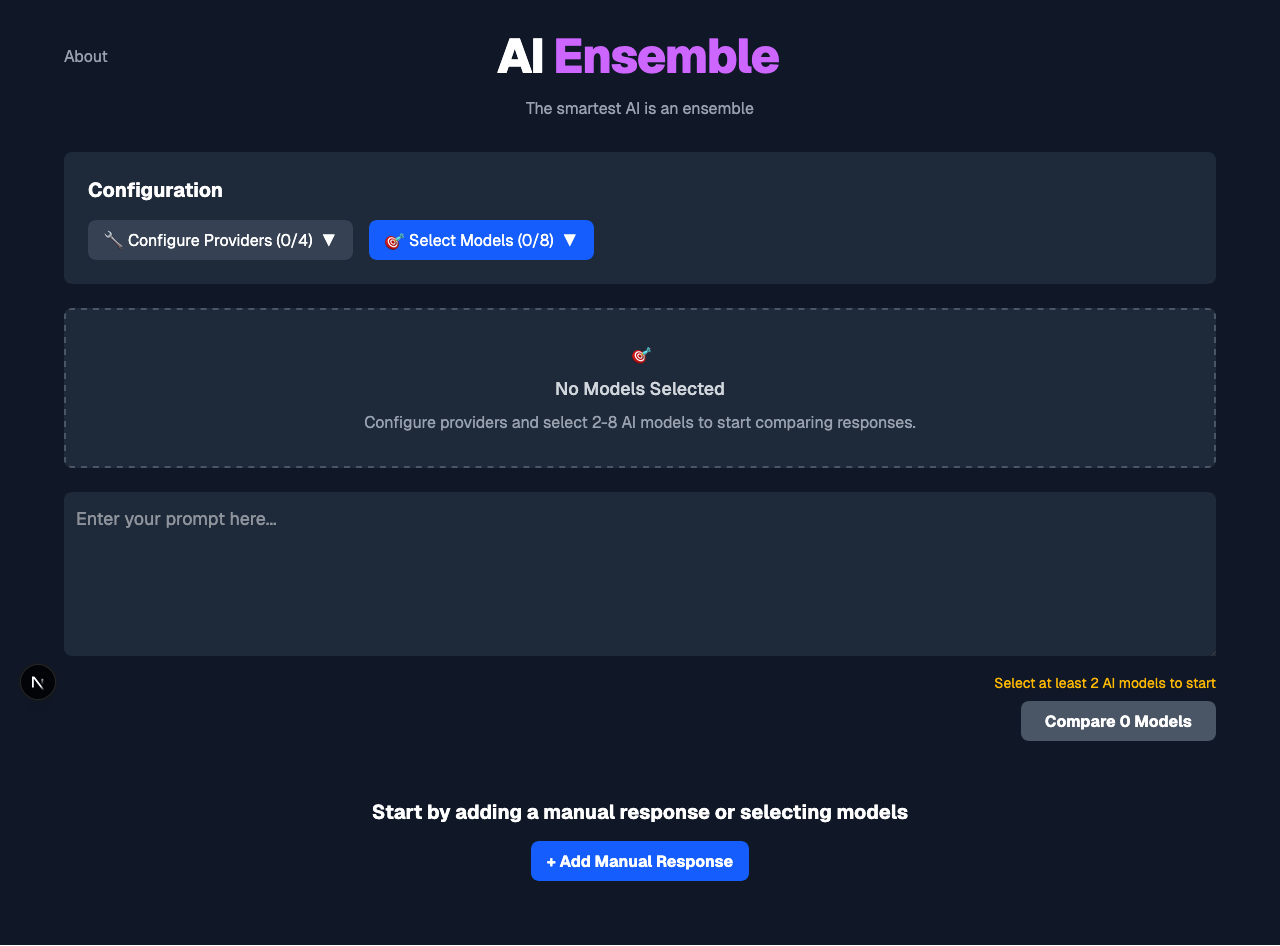 About
AI Ensemble
The smartest AI is an ensemble
Configuration
🔧 Configure Providers (0/4) ▼
🎯 Select Models (0/8) ▼
🎯
No Models Selected
Configure providers and select 2-8 AI models to start comparing responses.
Enter your prompt here...
N
Select at least 2 AI models to start
Compare 0 Models
Start by adding a manual response or selecting models
+ Add Manual Response